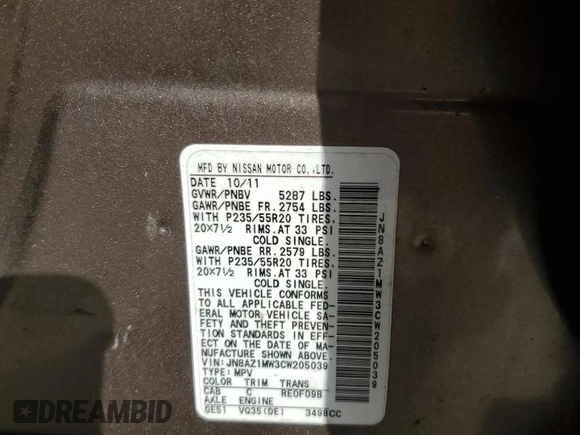 MFD BY NISSAN MOTOR CO.,LTD.
DATE 10/11
GVWR/PNBV 5287 LBS.
GAWR/PNBE FR. 2754 LBS.
WITH P235/55R20 TIRES,
20×7½ RIMS.AT 33 PSI
COLD SINGLE.
GAWR/PNBE RR. 2579 LBS.
WITH P235/55R20 TIRES,
20×7½ RIMS.AT 33 PSI
COLD SINGLE.
THIS VEHICLE CONFORMS
TO ALL APPLICABLE FED-
ERAL MOTOR VEHICLE SA-
FETY AND THEFT PREVEN-
TION STANDARDS IN EFF-
ECT ON THE DATE OF MA-
NUFACTURE SHOWN ABOVE.
VIN:JN8AZ1MW3CW205039
TYPE: MPV
COLOR TRIM TRANS
CAB C RE0F09B
AXLE ENGINE
GE51 VQ35(DE) 3498CC
JN8AZ1MW3CW205039
DREAMBID